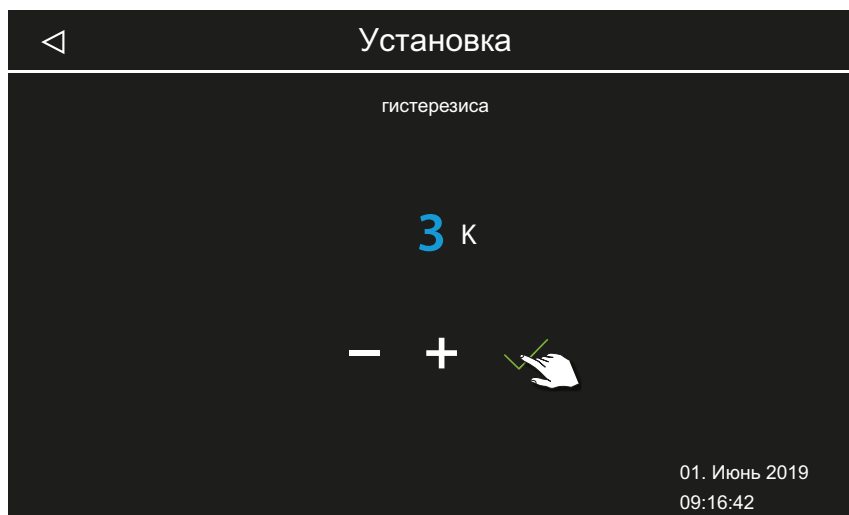 Установка
гистерезиса
3 K
01. Июнь 2019
09:16:42